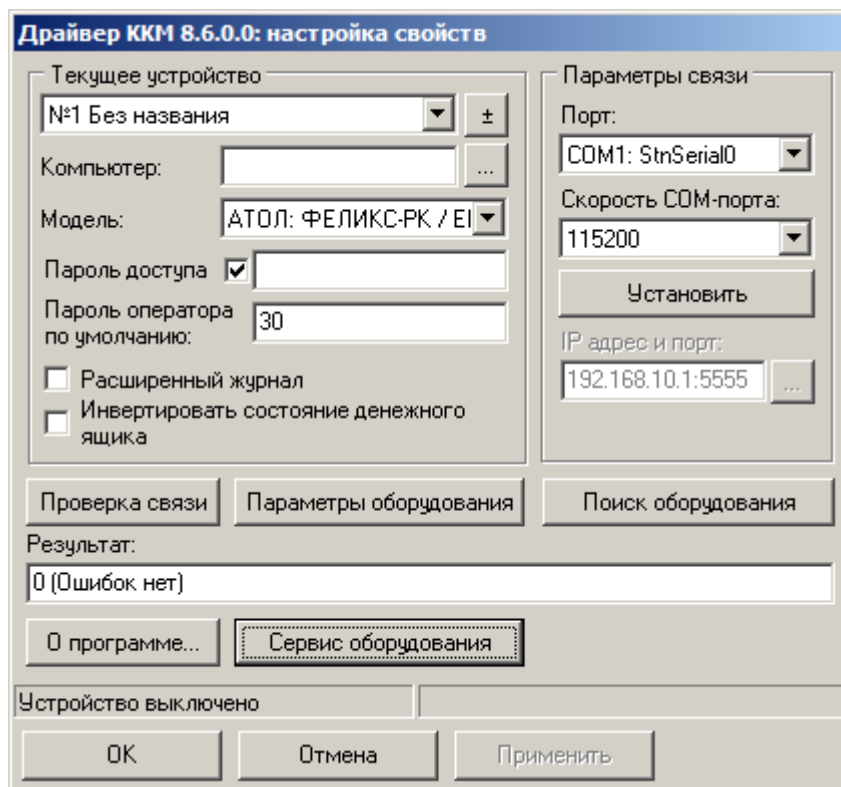 Драйвер ККМ 8.6.0.0: настройка свойств
Текущее устройство
№1 Без названия
±
Компьютер:
...
Модель:
АТОЛ: ФЕЛИКС-РК / ЕІ
Пароль доступа
Пароль оператора
по умолчанию:
30
Расширенный журнал
Инвертировать состояние денежного
ящика
Параметры связи
Порт:
COM1: StnSerial0
Скорость COM-порта:
115200
Установить
IP адрес и порт:
192.168.10.1:5555
...
Проверка связи
Параметры оборудования
Поиск оборудования
Результат:
0 (Ошибок нет)
О программе...
Сервис оборудования
Устройство выключено
OK
Отмена
Применить